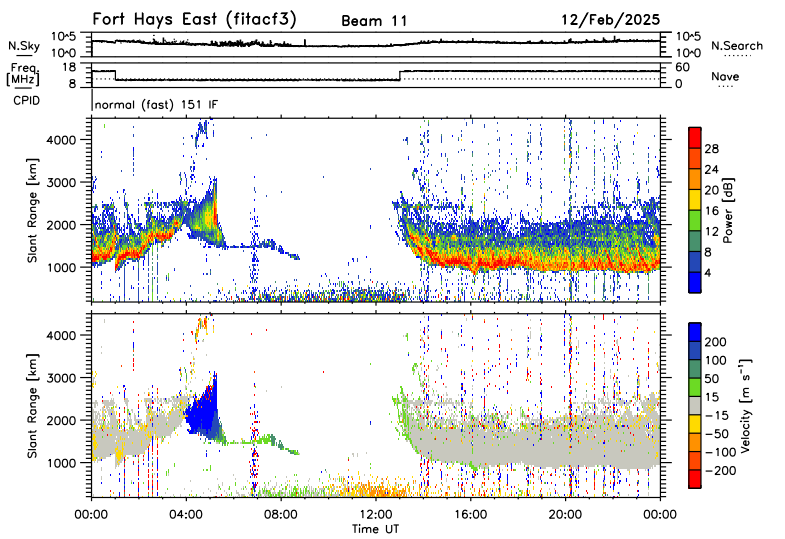 Fort Hays East (fitacf3) Beam 11 12/Feb/2025
N.Sky 10^5 10^0 10^5 10^0 N.Search
Freq. [MHz] 18 8 60 0 Nave
CPID normal (fast) 151 IF
Slant Range [km] 4000 3000 2000 1000
Power [dB] 28 24 20 16 12 8 4
Slant Range [km] 4000 3000 2000 1000
Velocity [m s⁻¹] 200 100 50 15 −15 −50 −100 −200
00:00 04:00 08:00 12:00 16:00 20:00 00:00
Time UT